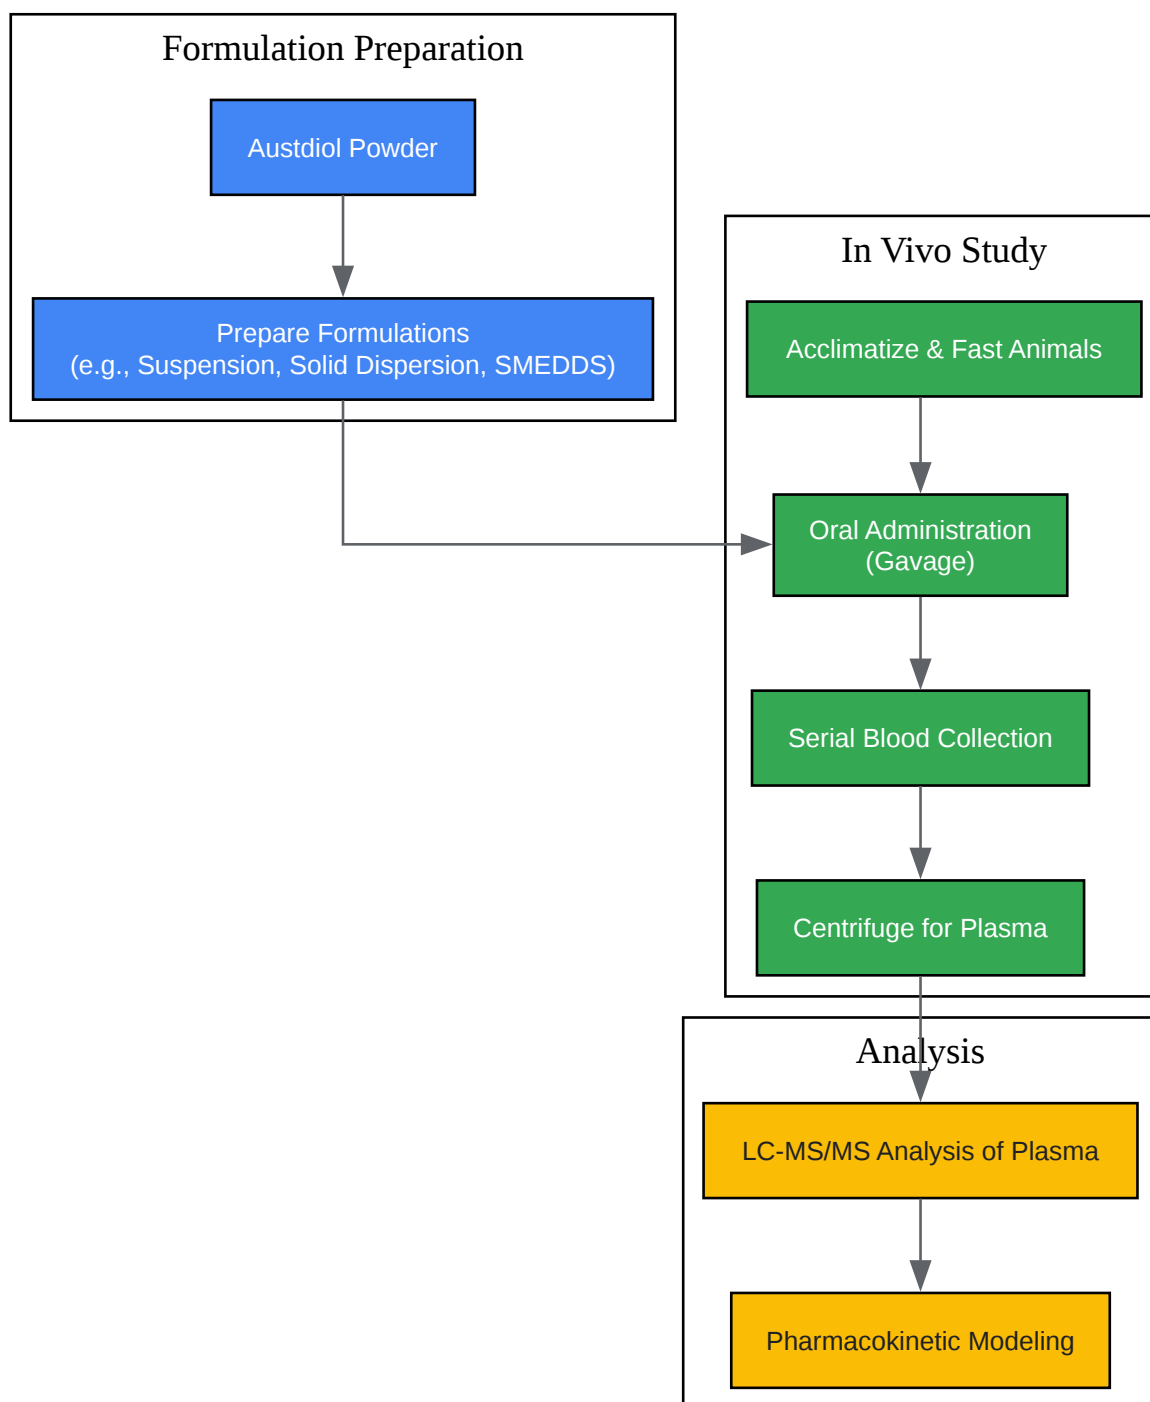 Formulation Preparation
Austdiol Powder
Prepare Formulations
(e.g., Suspension, Solid Dispersion, SMEDDS)
In Vivo Study
Acclimatize & Fast Animals
Oral Administration
(Gavage)
Serial Blood Collection
Centrifuge for Plasma
Analysis
LC-MS/MS Analysis of Plasma
Pharmacokinetic Modeling